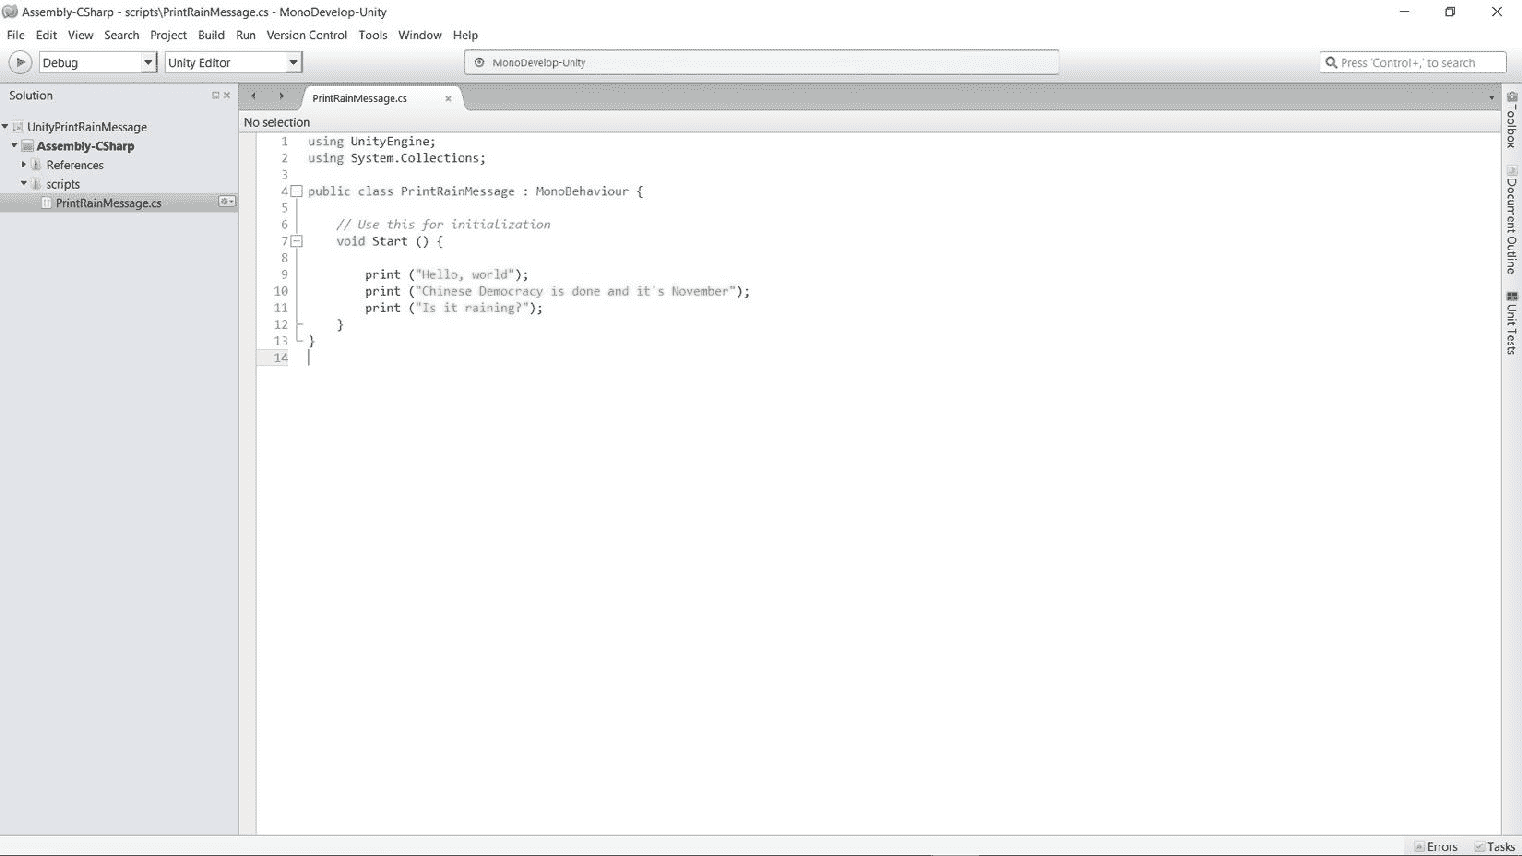 Assembly-CSharp - scripts\PrintRainMessage.cs - MonoDevelop-Unity
File Edit View Search Project Build Run Version Control Tools Window Help
Debug Unity Editor MonoDevelop-Unity Press 'Control+,' to search
Solution
PrintRainMessage.cs
No selection
UnityPrintRainMessage
Assembly-CSharp
References
scripts
PrintRainMessage.cs
1 using UnityEngine;
2 using System.Collections;
3
4 public class PrintRainMessage : MonoBehaviour {
5
6 // Use this for initialization
7 void Start () {
8
9 print ("Hello, world");
10 print ("Chinese Democracy is done and it's November");
11 print ("Is it raining?");
12 }
13 }
14
Toolbox
Document Outline
Unit Tests
Errors Tasks